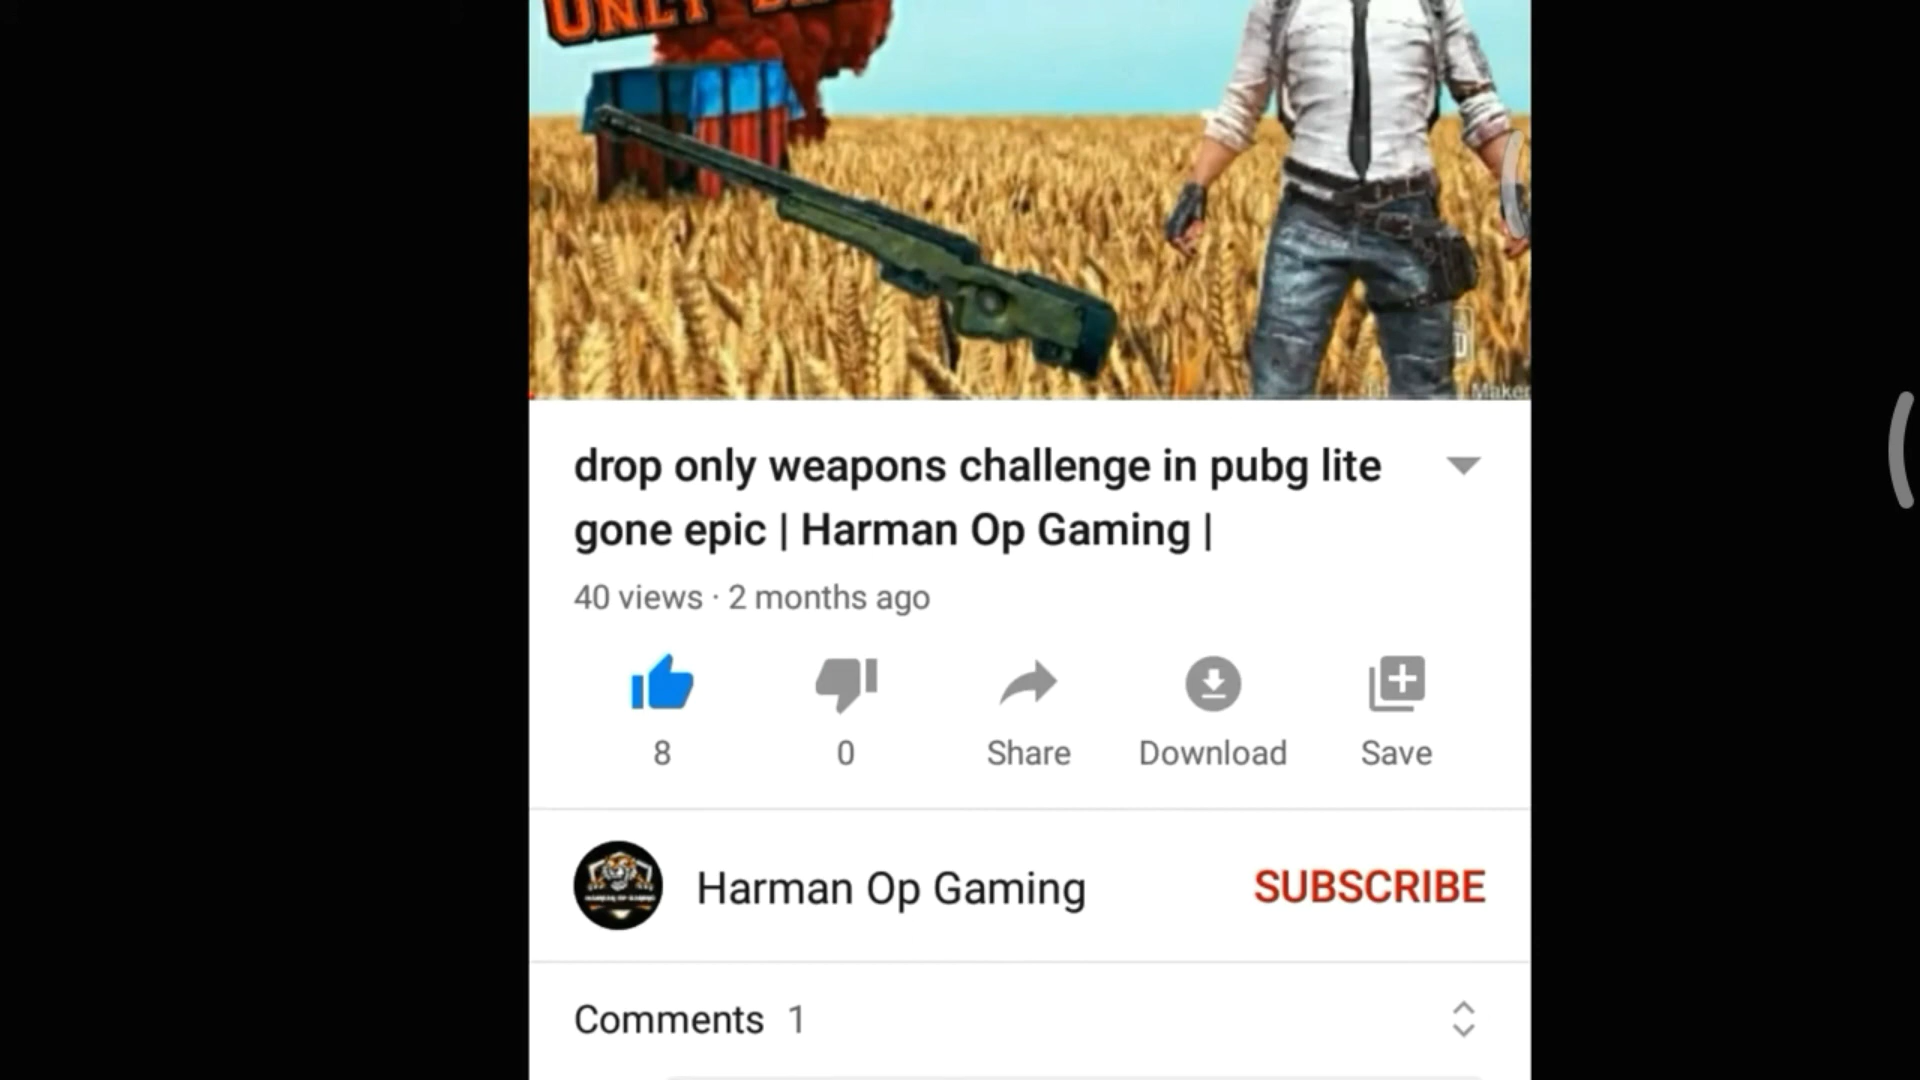 ONLY
drop only weapons challenge in pubg lite
gone epic | Harman Op Gaming |
40 views · 2 months ago
8
0
Share
Download
Save
Harman Op Gaming
SUBSCRIBE
Comments 1